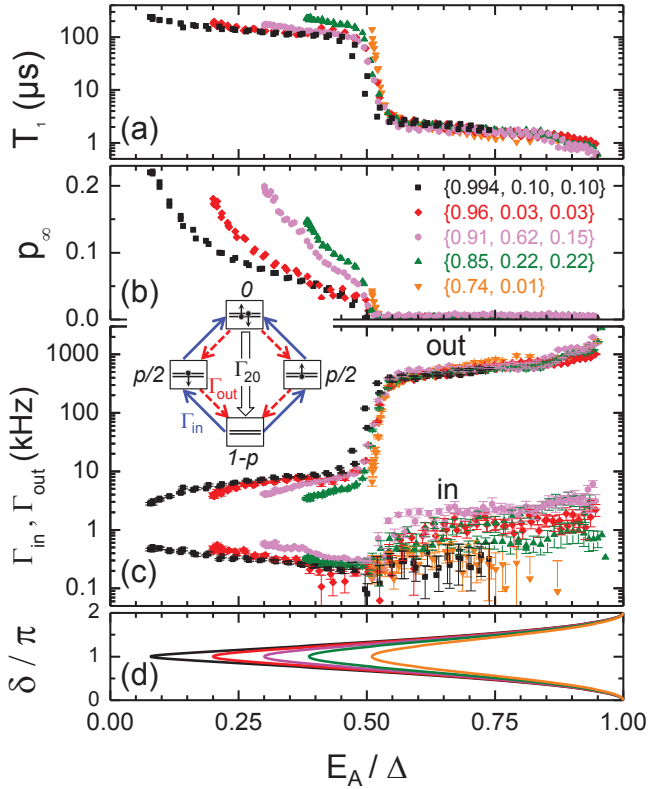 100
10
1
T₁ (μs)
(a)
0.2
0.1
0.0
p∞
(b)
{0.994, 0.10, 0.10}
{0.96, 0.03, 0.03}
{0.91, 0.62, 0.15}
{0.85, 0.22, 0.22}
{0.74, 0.01}
0
p/2
Γout
Γ20
p/2
Γin
1-p
out
in
1000
100
10
1
0.1
Γin , Γout (kHz)
(c)
2
1
0
δ / π
(d)
0.00
0.25
0.50
0.75
1.00
E_A / Δ